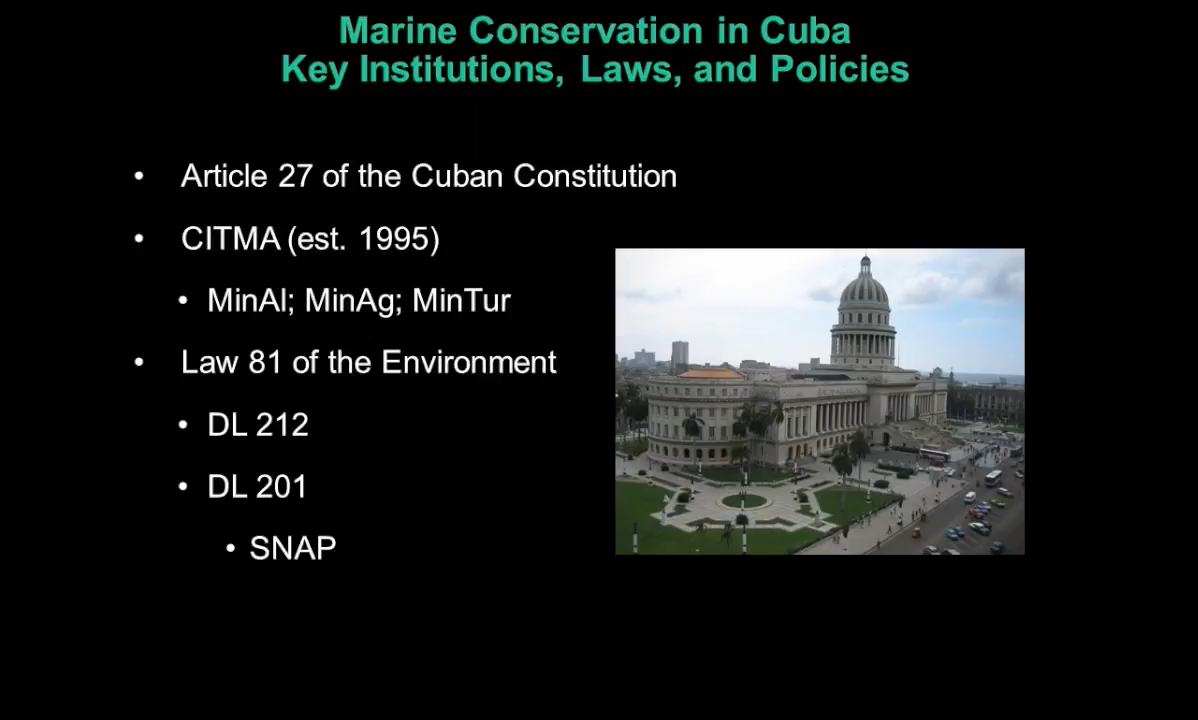 Marine Conservation in Cuba
Key Institutions, Laws, and Policies
• Article 27 of the Cuban Constitution
• CITMA (est. 1995)
• MinAl; MinAg; MinTur
• Law 81 of the Environment
• DL 212
• DL 201
• SNAP